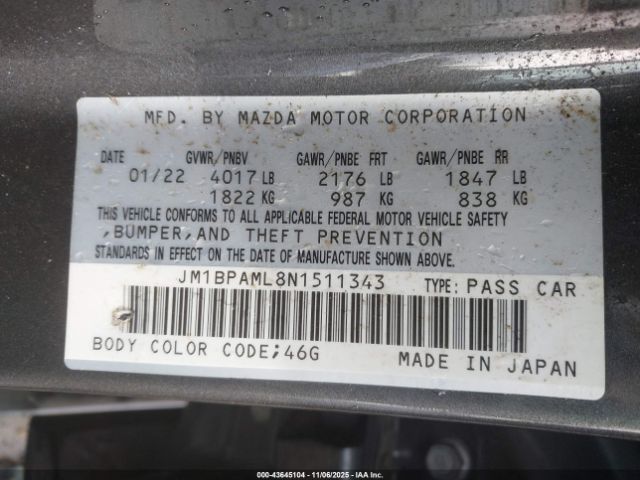 MFD. BY MAZDA MOTOR CORPORATION
DATE GVWR/PNBV GAWR/PNBE FRT GAWR/PNBE RR
01/22 4017 LB 2176 LB 1847 LB
1822 KG 987 KG 838 KG
THIS VEHICLE CONFORMS TO ALL APPLICABLE FEDERAL MOTOR VEHICLE SAFETY
,BUMPER,AND THEFT PREVENTION
STANDARDS IN EFFECT ON THE DATE OF MANUFACTURE SHOWN ABOVE.
JM1BPAML8N1511343 TYPE: PASS CAR
BODY COLOR CODE;46G MADE IN JAPAN
000-43645104 - 11/06/2025 - IAAI, Inc.